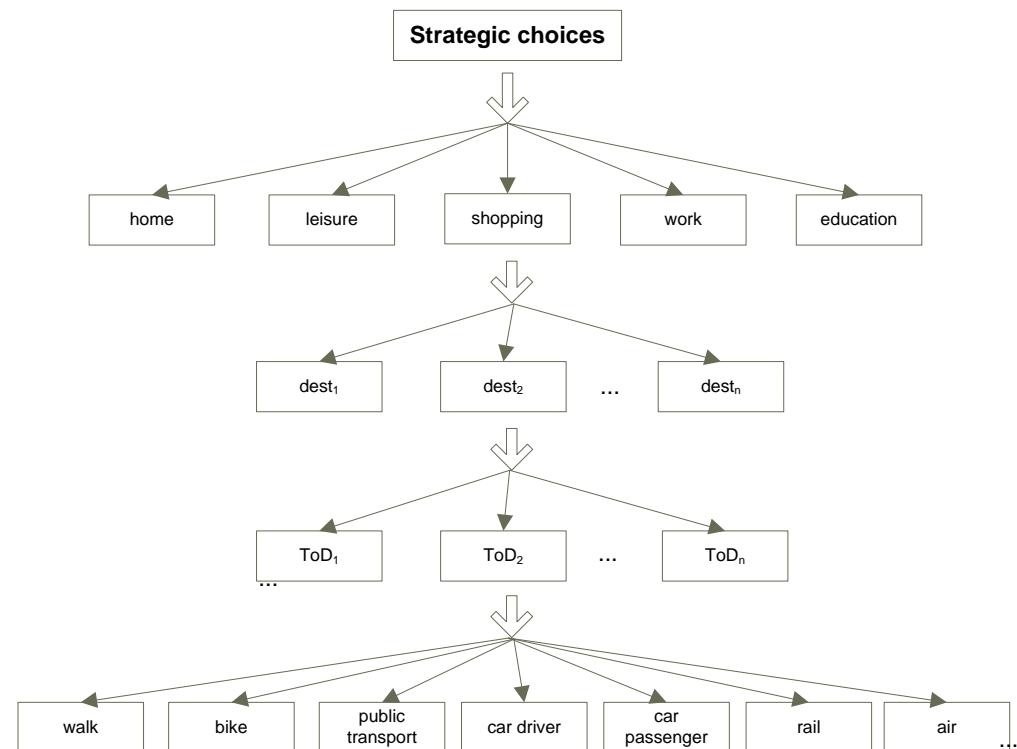 Strategic choices
home leisure shopping work education
dest₁ dest₂ ... destₙ
ToD₁ ToD₂ ... ToDₙ
...
walk bike public transport car driver car passenger rail air ...